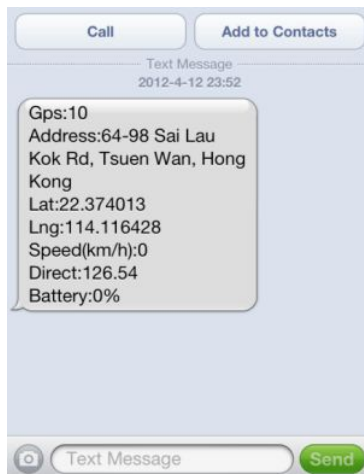 Call
Add to Contacts
Text Message
2012-4-12 23:52
Gps:10
Address:64-98 Sai Lau
Kok Rd, Tsuen Wan, Hong
Kong
Lat:22.374013
Lng:114.116428
Speed(km/h):0
Direct:126.54
Battery:0%
Text Message
Send